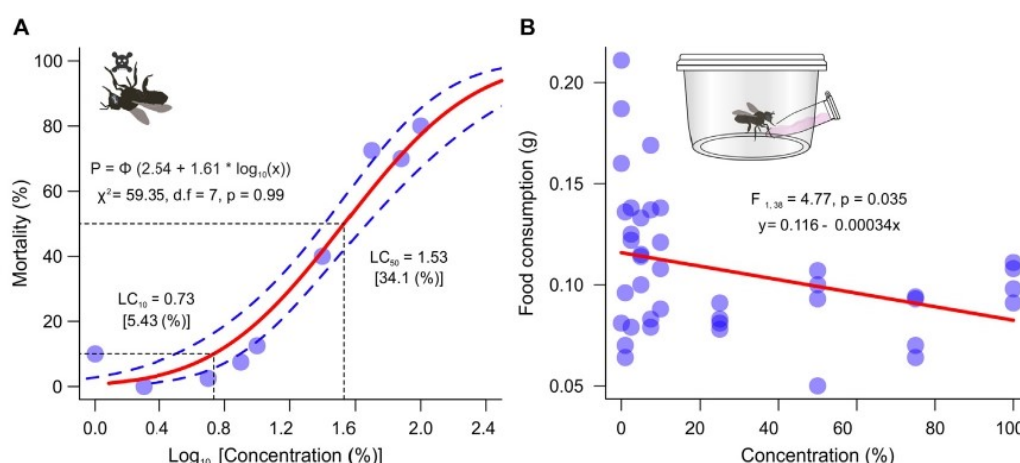 A
Mortality (%)
100
80
60
40
20
0
P = Φ (2.54 + 1.61 * log₁₀(x))
χ²= 59.35, d.f = 7, p = 0.99
LC₅₀ = 1.53
[34.1 (%)]
LC₁₀ = 0.73
[5.43 (%)]
0.0 0.4 0.8 1.2 1.6 2.0 2.4
Log₁₀ [Concentration (%)]
B
Food consumption (g)
0.20
0.15
0.10
0.05
F ₁,₃₈ = 4.77, p = 0.035
y= 0.116 - 0.00034x
0 20 40 60 80 100
Concentration (%)